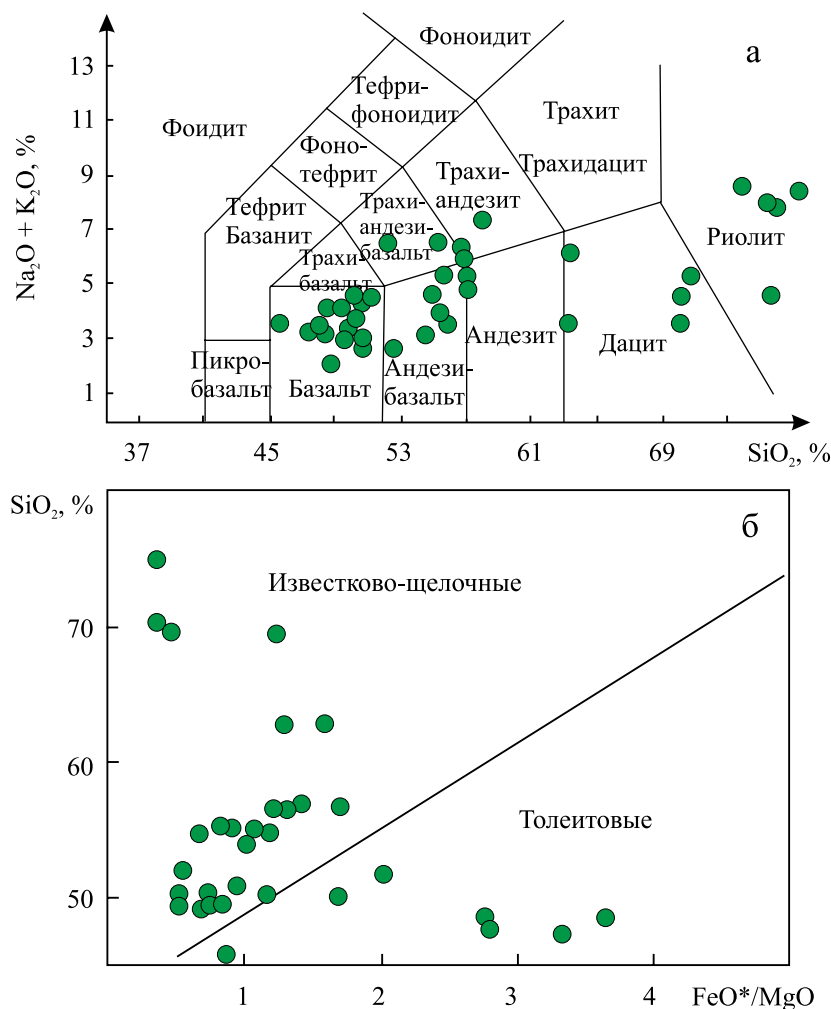 а
Na₂O + K₂O, %
13
11
9
7
5
3
1
Фоноидит
Тефри-
фоноидит
Фоидит
Фоно-
тефрит
Трахит
Трахидацит
Трахи-
андезит
Тефрит
Базанит
Трахи-
андези-
базальт
Трахи-
базальт
Риолит
Пикро-
базальт
Базальт
Андези-
базальт
Андезит
Дацит
37
45
53
61
69
SiO₂, %
SiO₂, %
б
Известково-щелочные
70
60
50
Толеитовые
1
2
3
4
FeO*/MgO